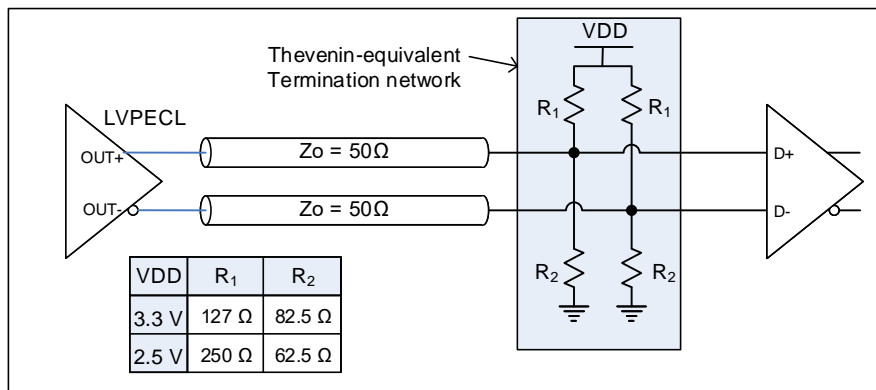 VDD
Thevenin-equivalent
Termination network
R1 R1
LVPECL
OUT+
Zo = 50Ω
D+
OUT-
Zo = 50Ω
D-
R2 R2
VDD R1 R2
3.3 V 127 Ω 82.5 Ω
2.5 V 250 Ω 62.5 Ω